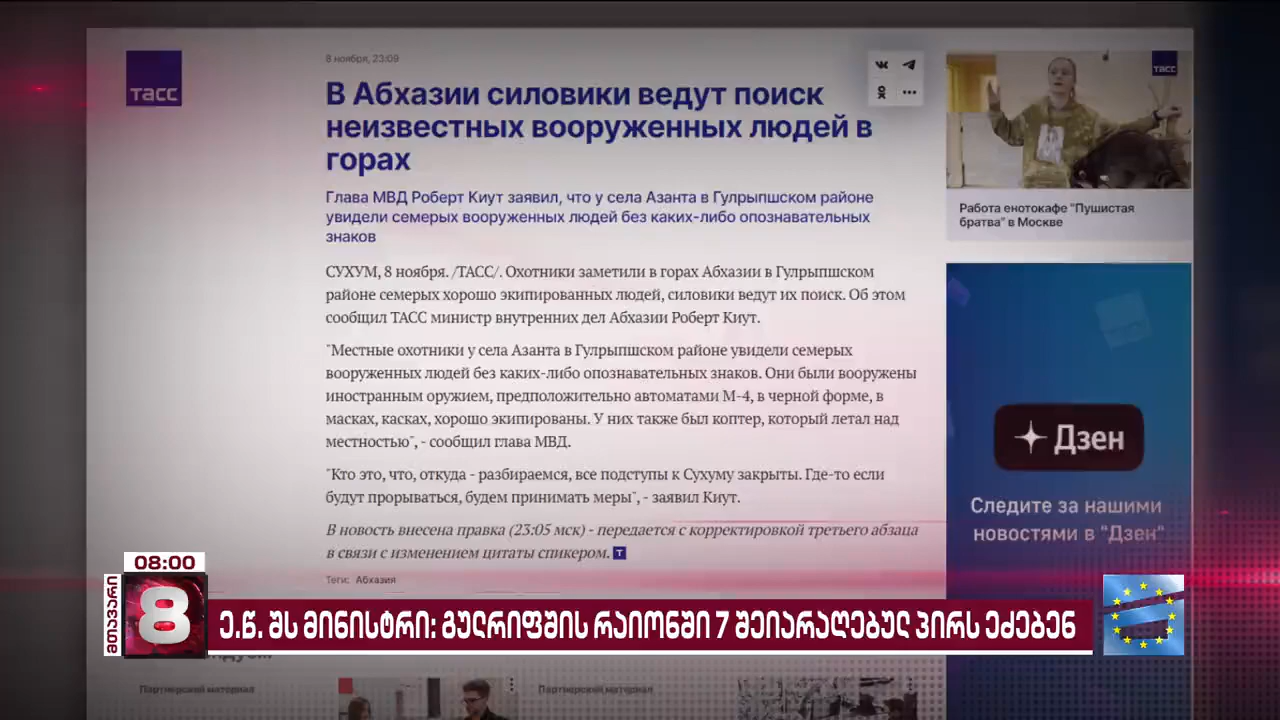 8 ноября, 23:09
ТАСС
В Абхазии силовики ведут поиск
неизвестных вооруженных людей в
горах
Глава МВД Роберт Киут заявил, что у села Азанта в Гулрыпшском районе
увидели семерых вооруженных людей без каких-либо опознавательных
знаков
СУХУМ, 8 ноября. /ТАСС/. Охотники заметили в горах Абхазии в Гулрыпшском
районе семерых хорошо экипированных людей, силовики ведут их поиск. Об этом
сообщил ТАСС министр внутренних дел Абхазии Роберт Киут.
"Местные охотники у села Азанта в Гулрыпшском районе увидели семерых
вооруженных людей без каких-либо опознавательных знаков. Они были вооружены
иностранным оружием, предположительно автоматами М-4, в черной форме, в
масках, касках, хорошо экипированы. У них также был коптер, который летал над
местностью", - сообщил глава МВД.
"Кто это, что, откуда - разбираемся, все подступы к Сухуму закрыты. Где-то если
будут прорываться, будем принимать меры", - заявил Киут.
В новость внесена правка (23:05 мск) - передается с корректировкой третьего абзаца
в связи с изменением цитаты спикером.
Теги: Абхазия
ТАСС
Работа енотокафе "Пушистая
братва" в Москве
Дзен
Следите за нашими
новостями в "Дзен"
08:00
მთავარი
8
ე.წ. შს მინისტრი: გულრიფშის რაიონში 7 შეიარაღებულ პირს ეძებენ
Партнерский материал
Партнерский материал